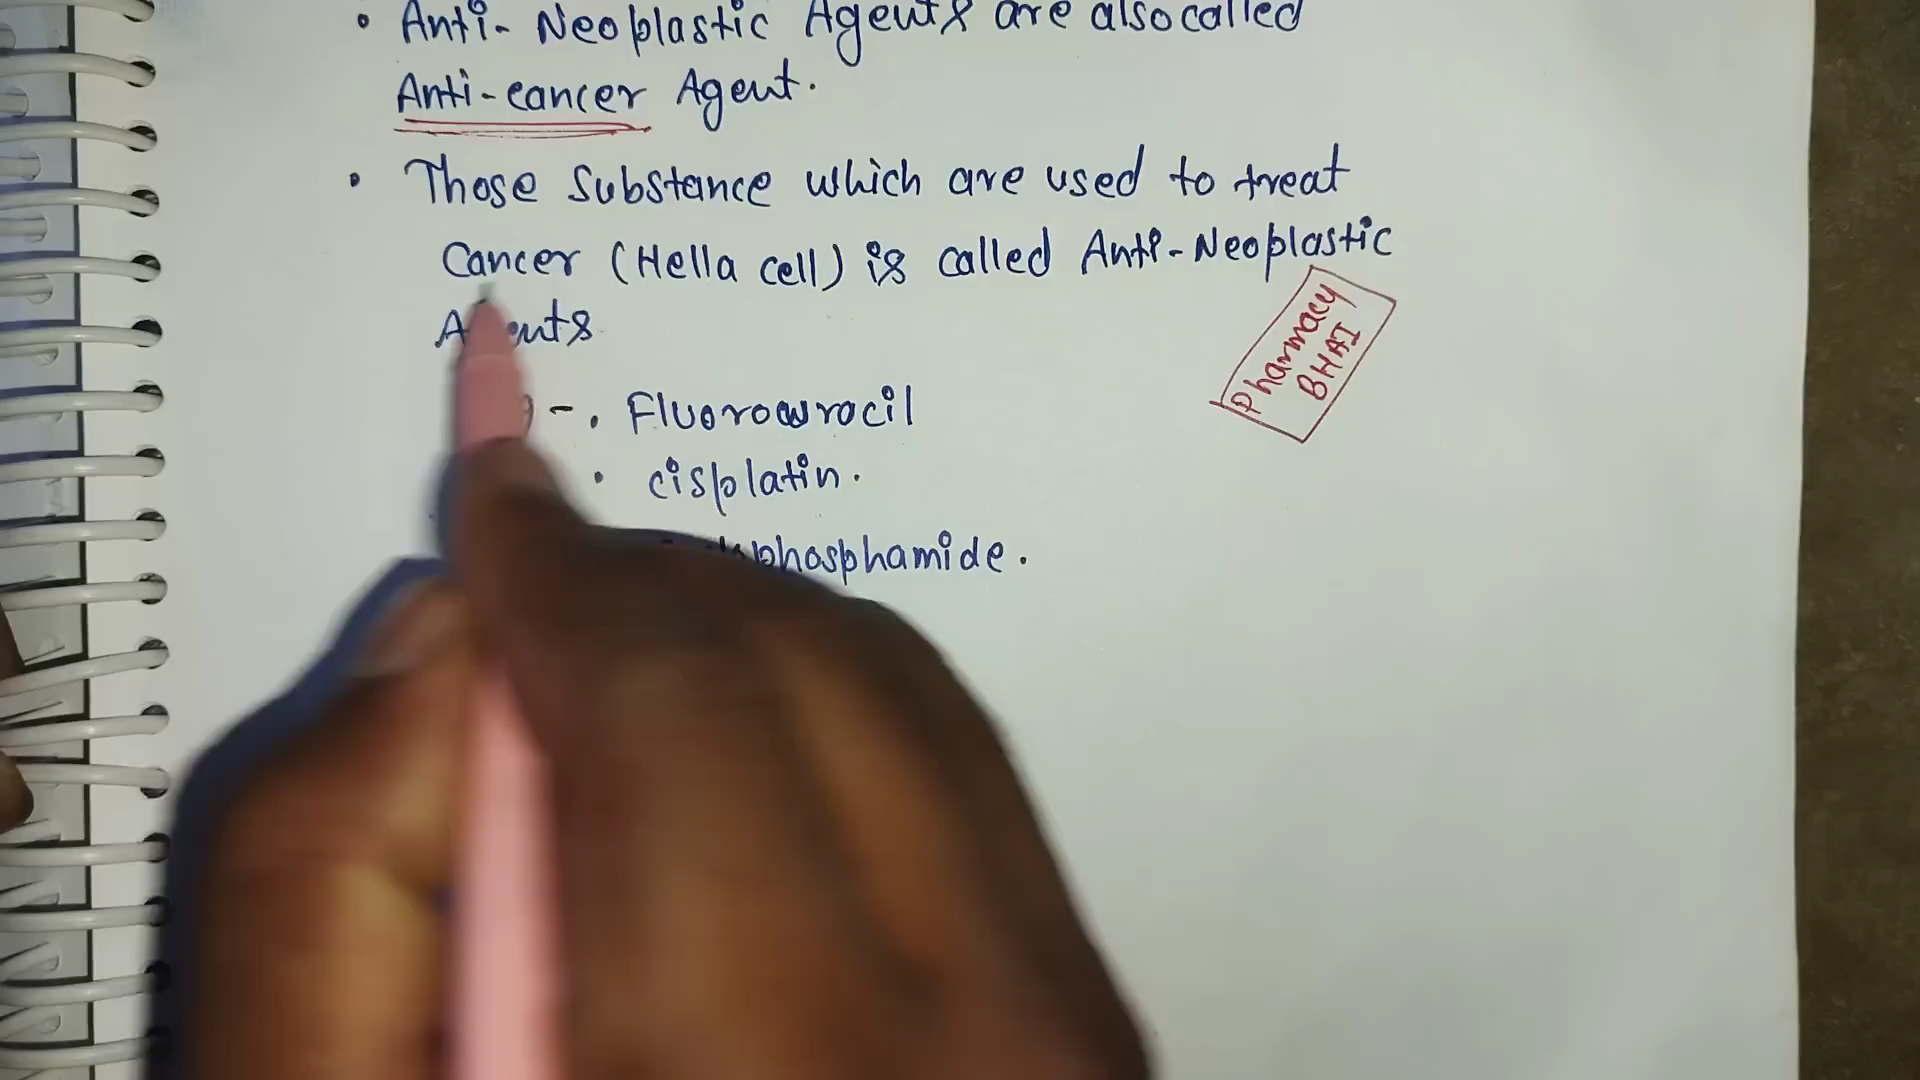 • Anti- Neoplastic Agents are also called
Anti-cancer Agent.
• Those Substance which are used to treat
Cancer (Hella cell) is called Anti-Neoplastic
Agents
Pharmacy
BHAI
- . Fluorouracil
• cisplatin.
phosphamide.